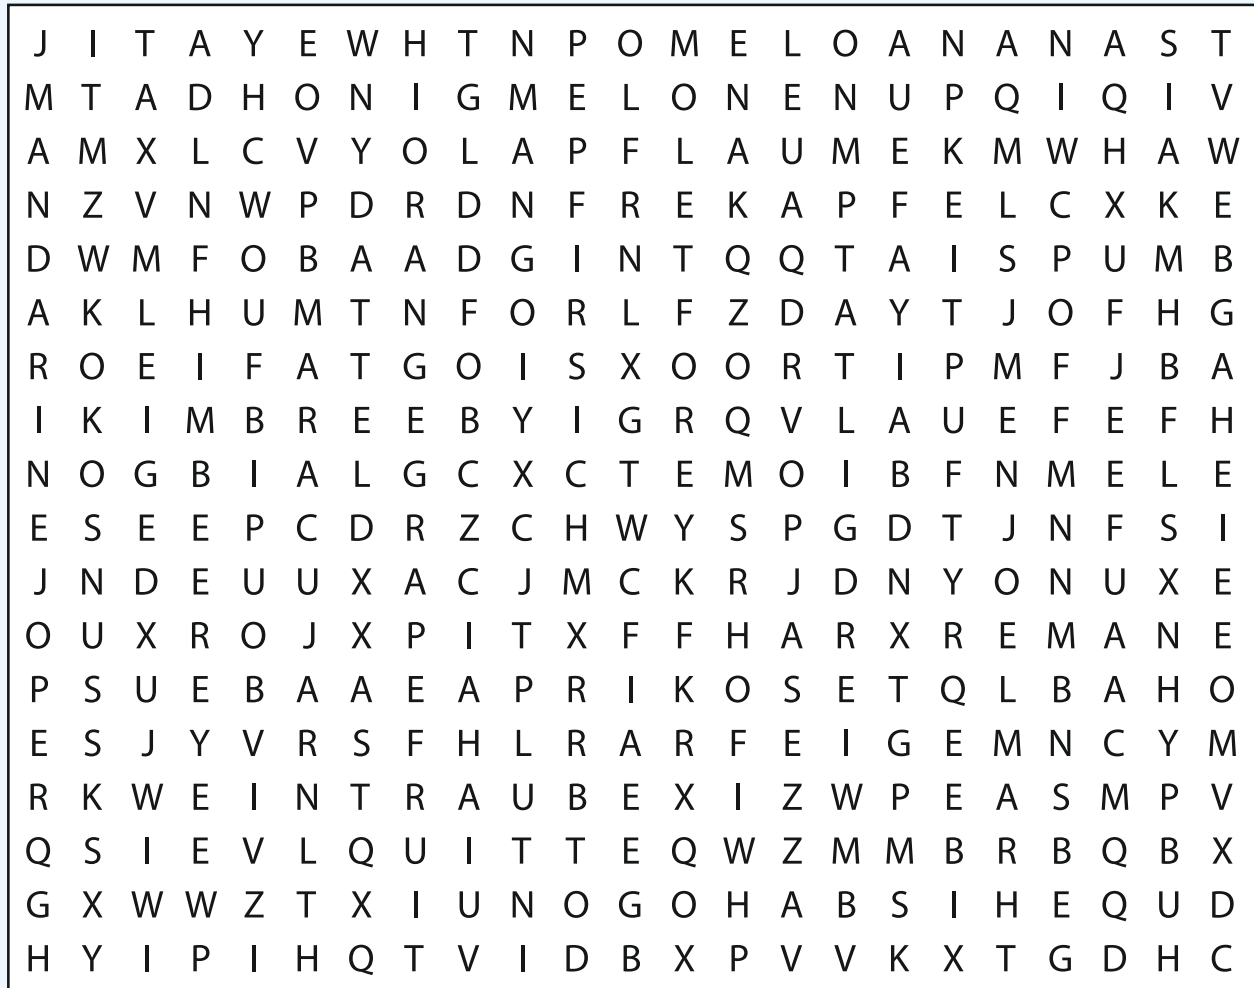 J I T A Y E W H T N P O M E L O A N A N A S T
M T A D H O N I G M E L O N E N U P Q I Q I V
A M X L C V Y O L A P F L A U M E K M W H A W
N Z V N W P D R D N F R E K A P F E L C X K E
D W M F O B A A D G I N T Q Q T A I S P U M B
A K L H U M T N F O R L F Z D A Y T J O F H G
R O E I F A T G O I S X O O R T I P M F J B A
I K I M B R E E B Y I G R Q V L A U E F E F H
N O G B I A L G C X C T E M O I B F N M E L E
E S E E P C D R Z C H W Y S P G D T J N F S I
J N D E U U X A C J M C K R J D N Y O N U X E
O U X R O J X P I T X F F H A R X R E M A N E
P S U E B A A E A P R I K O S E T Q L B A H O
E S J Y V R S F H L R A R F E I G E M N C Y M
R K W E I N T R A U B E X I Z W P E A S M P V
Q S I E V L Q U I T T E Q W Z M M B R B Q B X
G X W W Z T X I U N O G O H A B S I H E Q U D
H Y I P I H Q T V I D B X P V V K X T G D H C